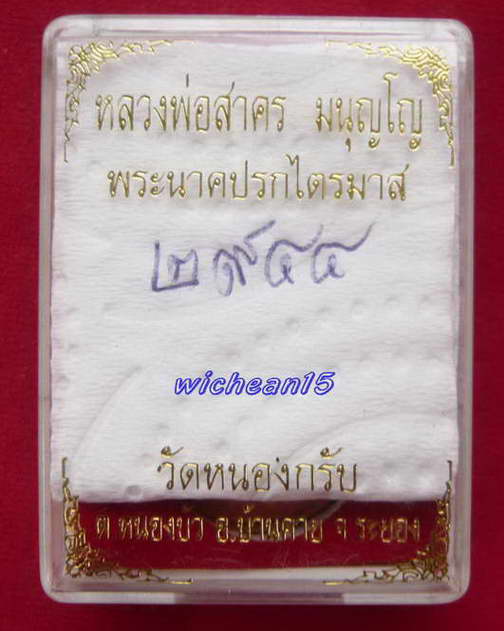 หลวงพ่อสาคร มนุญโญ
พระนาคปรกไตรมาส
๒๙๕๔
wichean15
วัดหนองกรับ
ต.หนองบัว อ.บ้านค่าย จ.ระยอง